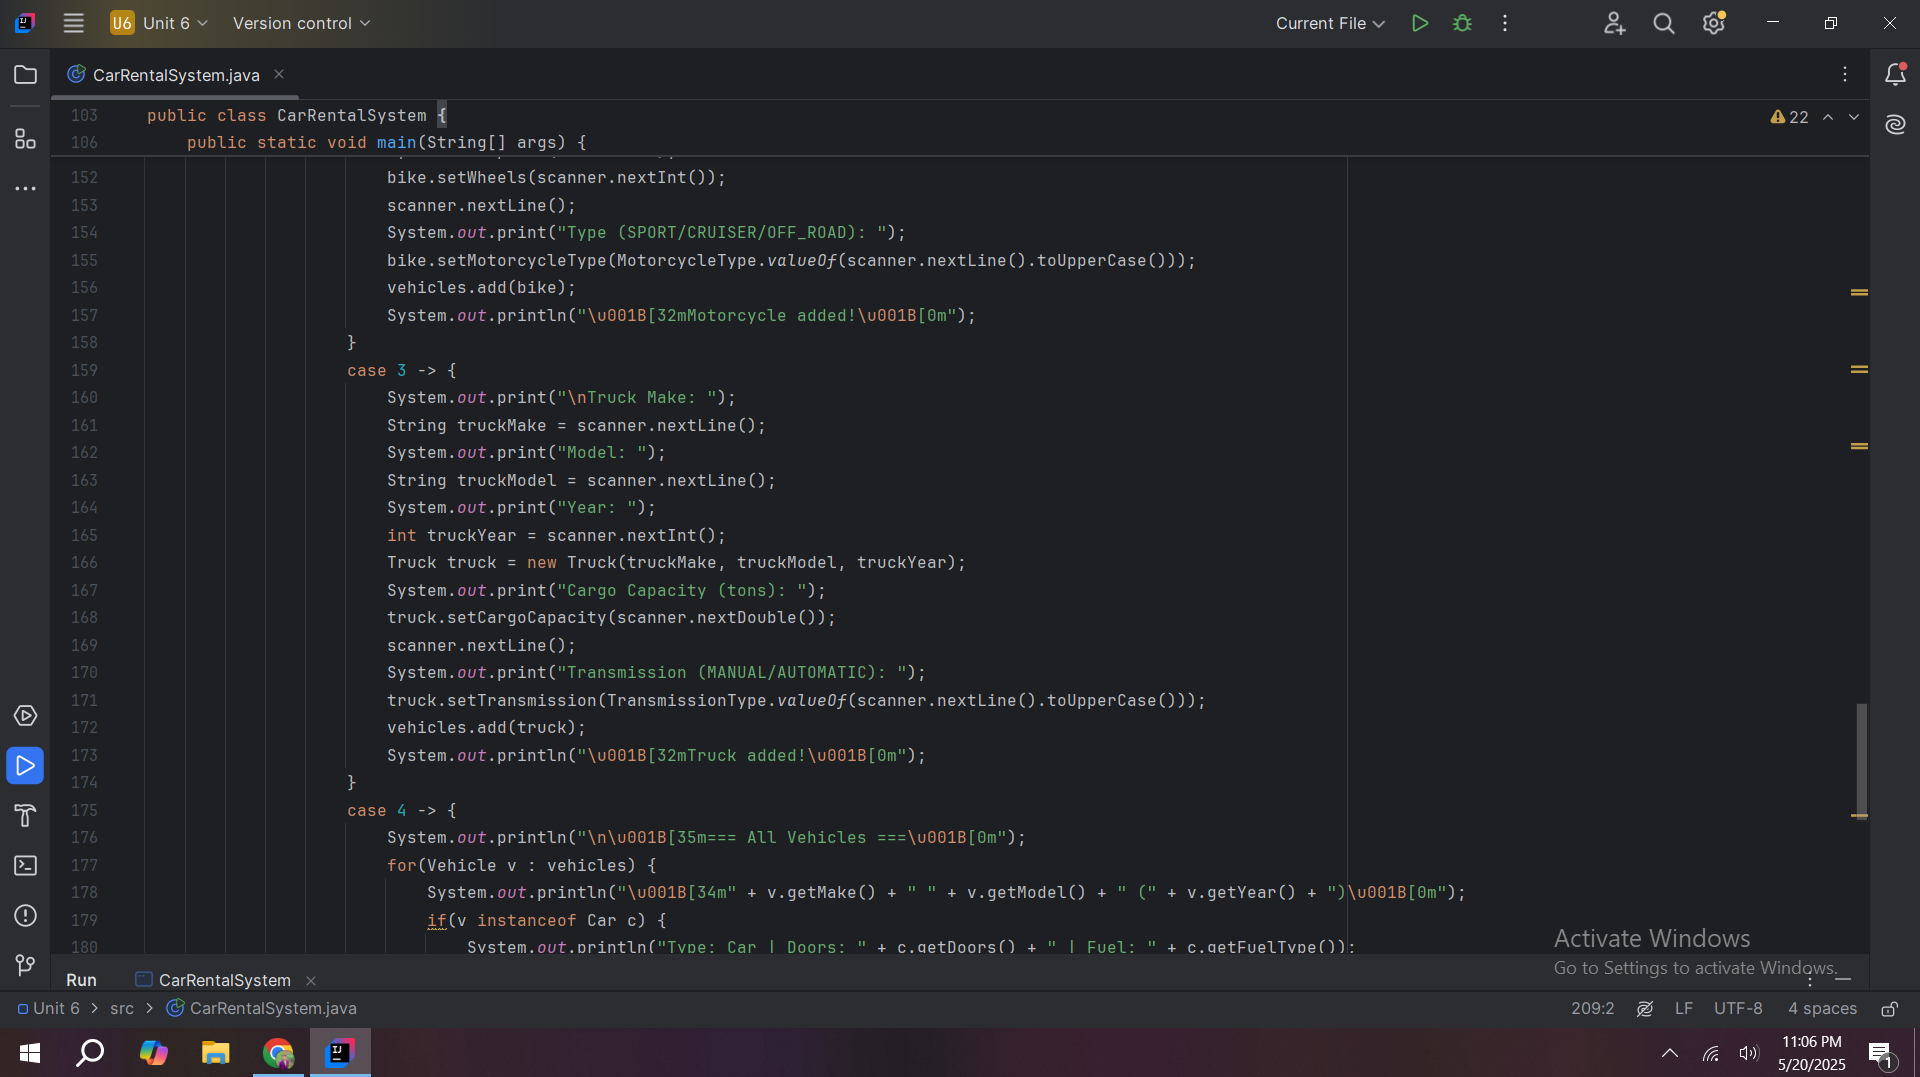 U6 Unit 6 Version control Current File
CarRentalSystem.java
103 public class CarRentalSystem {
22
106 public static void main(String[] args) {
152 bike.setWheels(scanner.nextInt());
153 scanner.nextLine();
154 System.out.print("Type (SPORT/CRUISER/OFF_ROAD): ");
155 bike.setMotorcycleType(MotorcycleType.valueOf(scanner.nextLine().toUpperCase()));
156 vehicles.add(bike);
157 System.out.println("\u001B[32mMotorcycle added!\u001B[0m");
158 }
159 case 3 -> {
160 System.out.print("\nTruck Make: ");
161 String truckMake = scanner.nextLine();
162 System.out.print("Model: ");
163 String truckModel = scanner.nextLine();
164 System.out.print("Year: ");
165 int truckYear = scanner.nextInt();
166 Truck truck = new Truck(truckMake, truckModel, truckYear);
167 System.out.print("Cargo Capacity (tons): ");
168 truck.setCargoCapacity(scanner.nextDouble());
169 scanner.nextLine();
170 System.out.print("Transmission (MANUAL/AUTOMATIC): ");
171 truck.setTransmission(TransmissionType.valueOf(scanner.nextLine().toUpperCase()));
172 vehicles.add(truck);
173 System.out.println("\u001B[32mTruck added!\u001B[0m");
174 }
175 case 4 -> {
176 System.out.println("\n\u001B[35m=== All Vehicles ===\u001B[0m");
177 for(Vehicle v : vehicles) {
178 System.out.println("\u001B[34m" + v.getMake() + " " + v.getModel() + " (" + v.getYear() + ")\u001B[0m");
179 if(v instanceof Car c) {
180 System.out.println("Type: Car | Doors: " + c.getDoors() + " | Fuel: " + c.getFuelType());
Activate Windows
Go to Settings to activate Windows.
Run CarRentalSystem
Unit 6 > src > CarRentalSystem.java
209:2 LF UTF-8 4 spaces
11:06 PM
5/20/2025
1